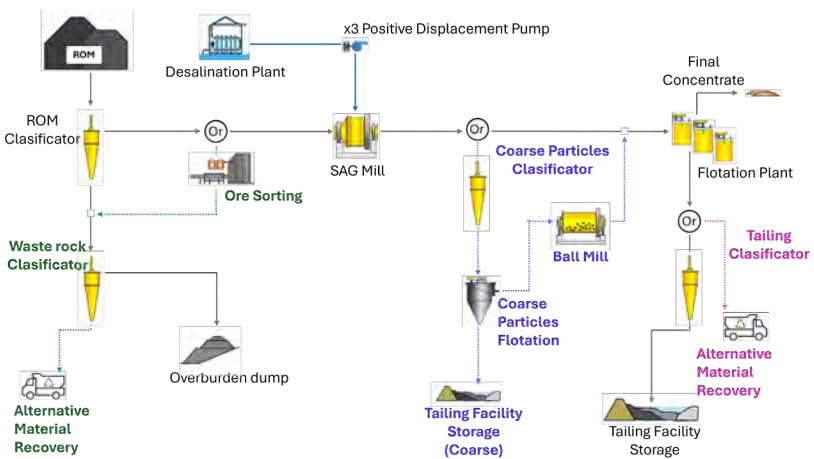 x3 Positive Displacement Pump
ROM
Desalination Plant
Final
Concentrate
ROM
Clasificator
Or
Or
SAG Mill
Coarse Particles
Clasificator
Flotation Plant
Ore Sorting
Or
Waste rock
Clasificator
Tailing
Clasificator
Ball Mill
Coarse
Particles
Flotation
Alternative
Material
Recovery
Overburden dump
Alternative
Material
Recovery
Tailing Facility
Storage
(Coarse)
Tailing Facility
Storage